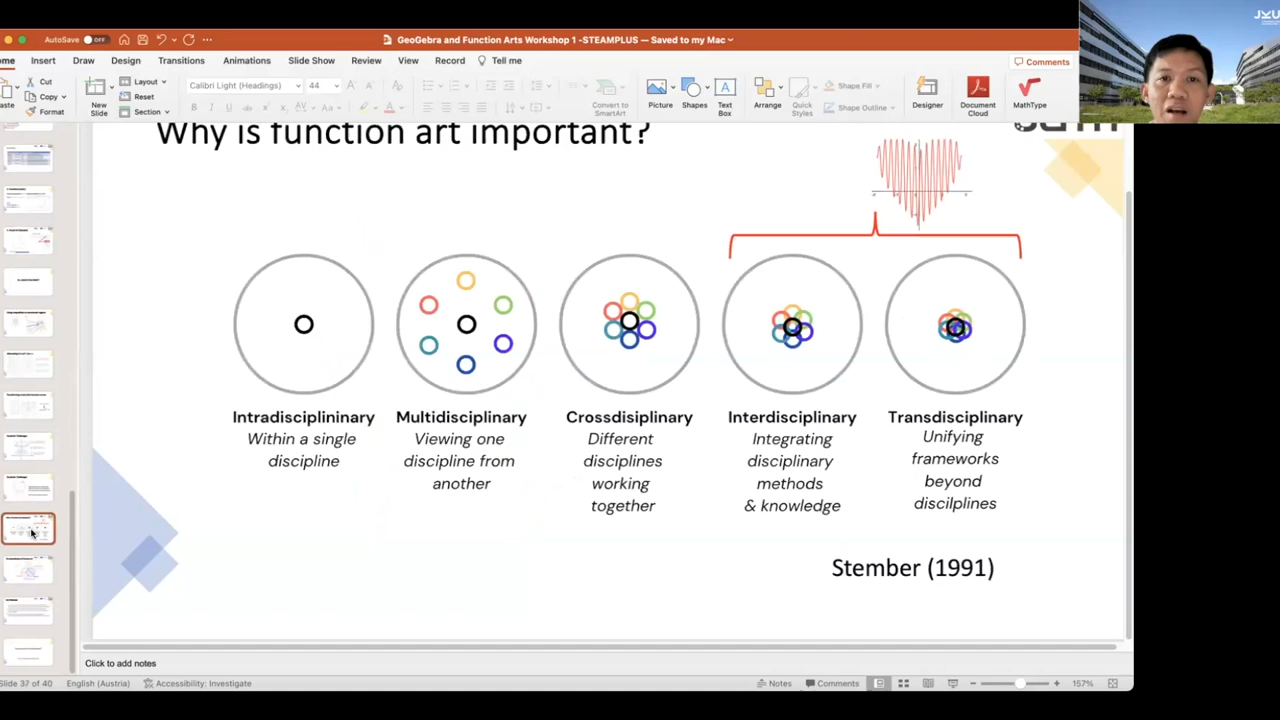 AutoSave OFF
GeoGebra and Function Arts Workshop 1 -STEAMPLUS — Saved to my Mac
JKU
ome Insert Draw Design Transitions Animations Slide Show Review View Record Tell me
Comments
aste
Cut
Copy
Format
New
Slide
Layout
Reset
Section
Calibri Light (Headings) 44
Convert to
SmartArt
Picture
Shapes
Text
Box
Arrange
Quick
Styles
Shape Fill
Shape Outline
Designer
Document
Cloud
MathType
Why is function art important?
Intradisciplininary
Within a single
discipline
Multidisciplinary
Viewing one
discipline from
another
Crossdisiplinary
Different
disciplines
working
together
Interdisciplinary
Integrating
disciplinary
methods
& knowledge
Transdisciplinary
Unifying
frameworks
beyond
discilplines
Stember (1991)
Click to add notes
Slide 37 of 40 English (Austria) Accessibility: Investigate
Notes Comments 157%